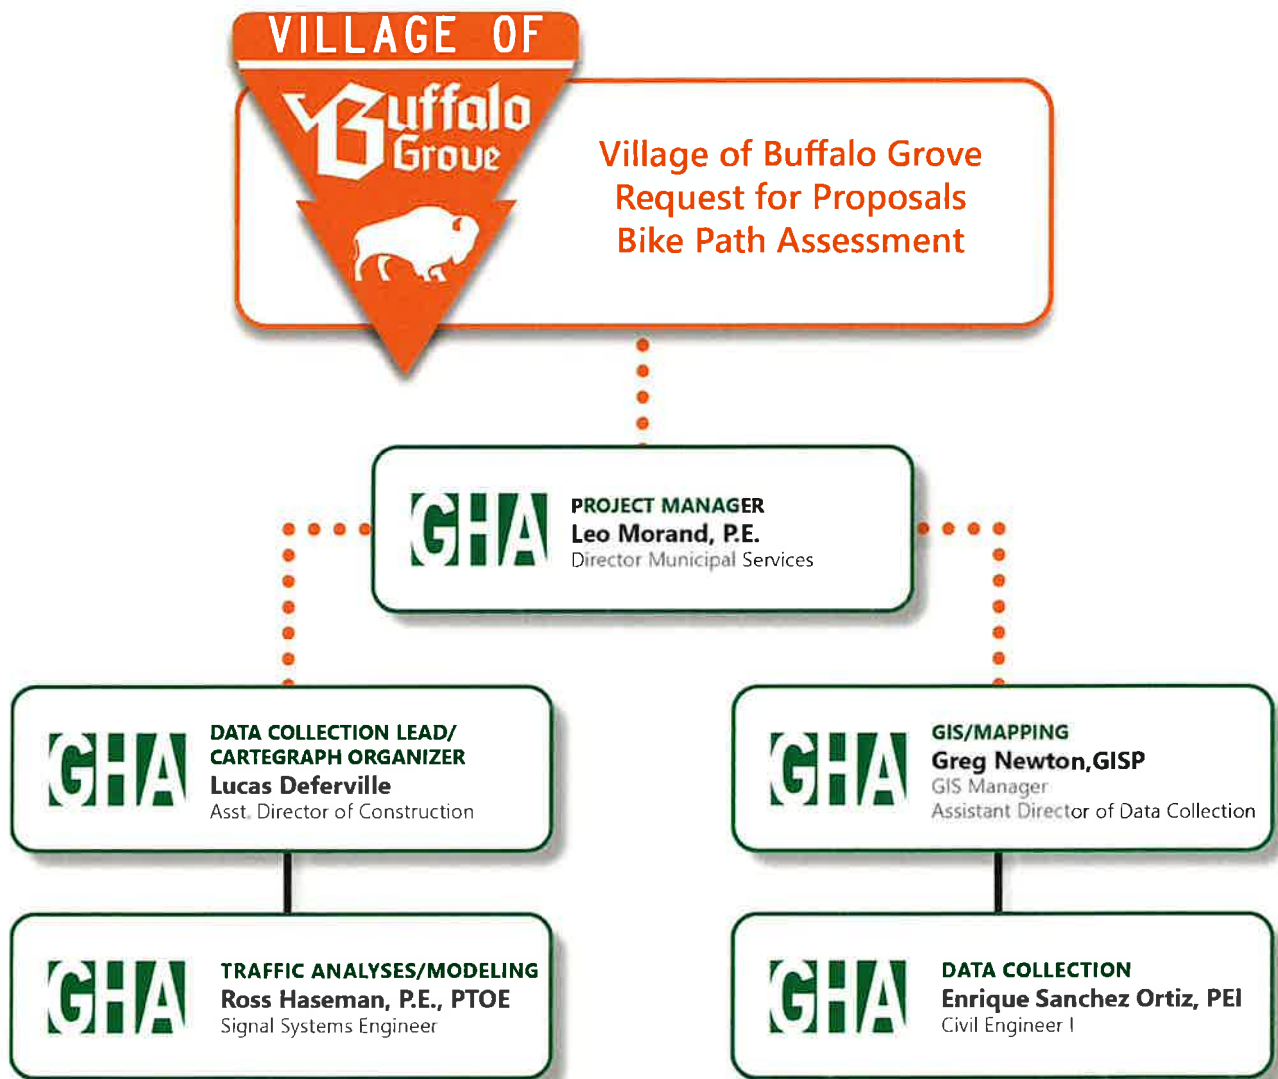 VILLAGE OF
Buffalo
Grove
Village of Buffalo Grove
Request for Proposals
Bike Path Assessment
GHA
PROJECT MANAGER
Leo Morand, P.E.
Director Municipal Services
GHA
DATA COLLECTION LEAD/
CARTEGRAPH ORGANIZER
Lucas Deferville
Asst. Director of Construction
GHA
GIS/MAPPING
Greg Newton,GISP
GIS Manager
Assistant Director of Data Collection
GHA
TRAFFIC ANALYSES/MODELING
Ross Haseman, P.E., PTOE
Signal Systems Engineer
GHA
DATA COLLECTION
Enrique Sanchez Ortiz, PEI
Civil Engineer I